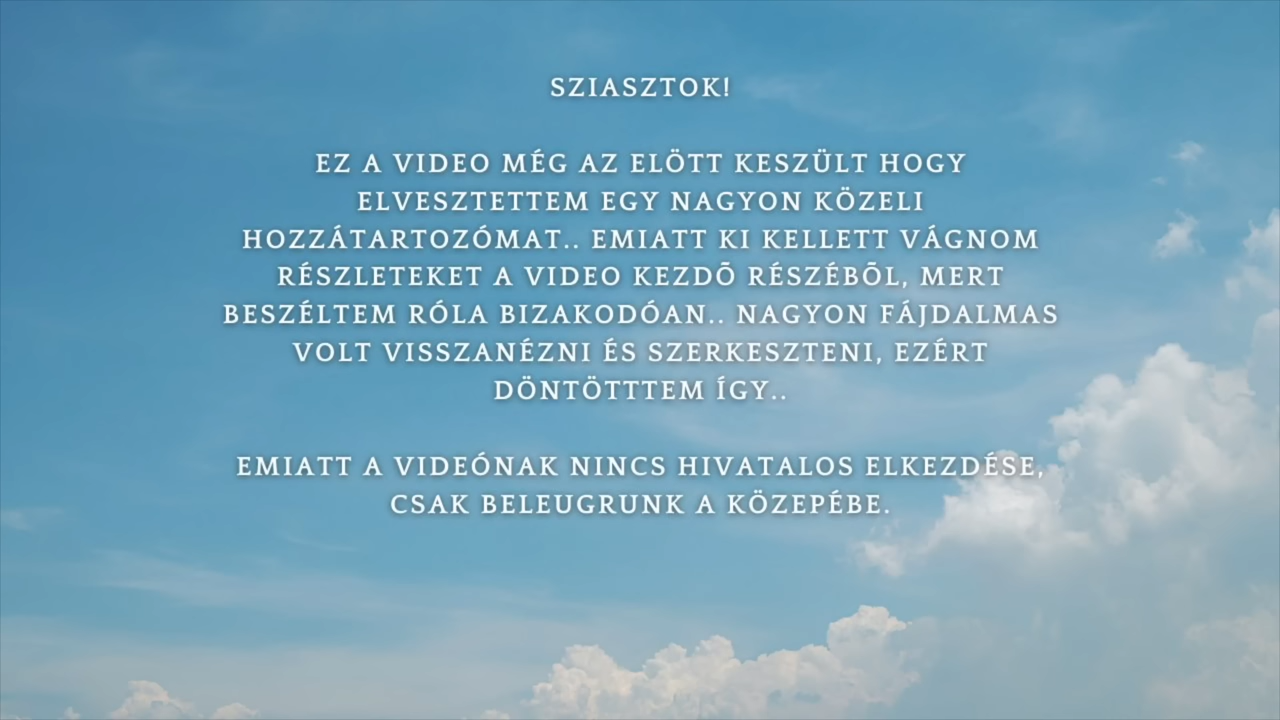 SZIASZTOK!
EZ A VIDEO MÉG AZ ELÖTT KESZÜLT HOGY
ELVESZTETTEM EGY NAGYON KÖZELI
HOZZÁTARTOZÓMAT.. EMIATT KI KELLETT VÁGNOM
RÉSZLETEKET A VIDEO KEZDÕ RÉSZÉBÕL, MERT
BESZÉLTEM RÓLA BIZAKODÓAN.. NAGYON FÁJDALMAS
VOLT VISSZANÉZNI ÉS SZERKESZTENI, EZÉRT
DÖNTÖTTTEM ÍGY..
EMIATT A VIDEÓNAK NINCS HIVATALOS ELKEZDÉSE,
CSAK BELEUGRUNK A KÖZEPÉBE.